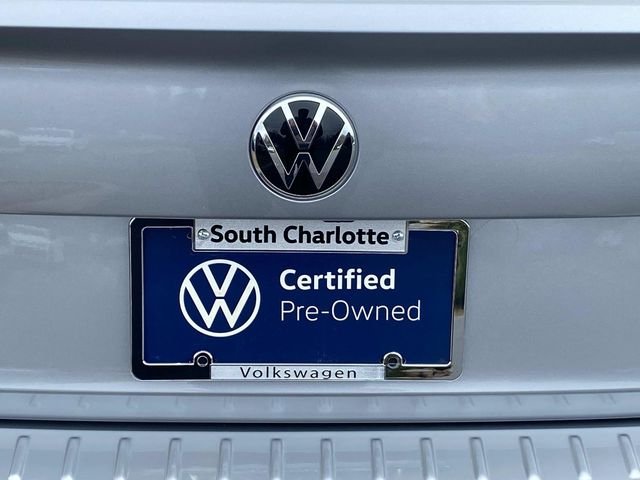 South Charlotte
Certified
Pre-Owned
Volkswagen